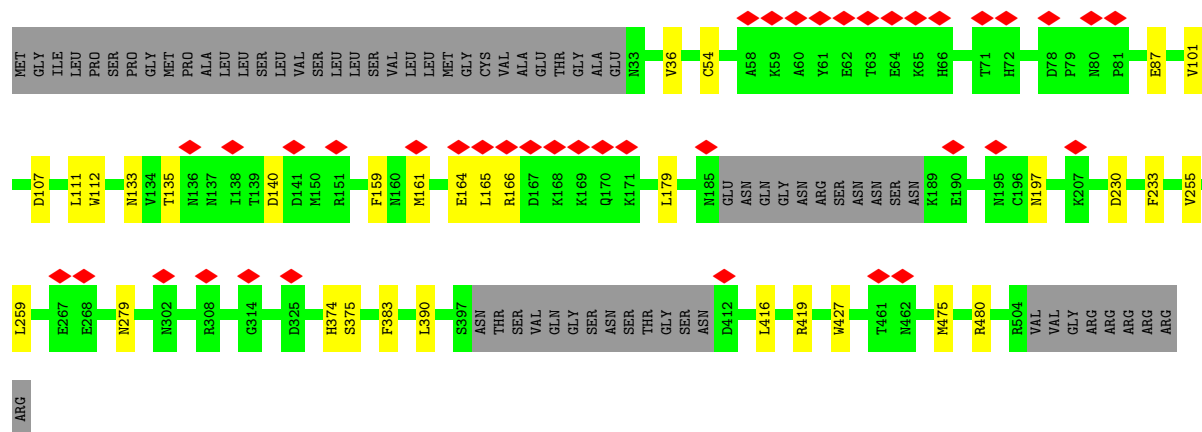 MET GLY ILE LEU PRO SER PRO GLY MET PRO ALA LEU LEU SER LEU VAL SER LEU LEU SER VAL LEU LEU MET GLY CYS VAL ALA GLU THR GLY ALA GLU N33 V36 C54 A58 K59 A60 Y61 E62 T63 E64 K65 H66 T71 H72 D78 P79 N80 P81 E87 V101
D107 L111 W112 N133 V134 T135 N136 N137 I138 T139 D140 D141 M150 R151 F159 N160 M161 E164 L165 R166 D167 K168 K169 Q170 K171 L179 N185 GLU ASN GLN GLY ASN ARG SER ASN ASN SER ASN K189 E190 N195 C196 N197 K207 D230 F233 V255
L259 E267 E268 N279 N302 R308 G314 D325 H374 S375 F383 L390 S397 ASN THR SER VAL GLN GLY SER ASN SER THR GLY SER ASN D412 L416 R419 W427 T461 N462 M475 R480 R504 VAL VAL GLY ARG ARG ARG ARG ARG
ARG